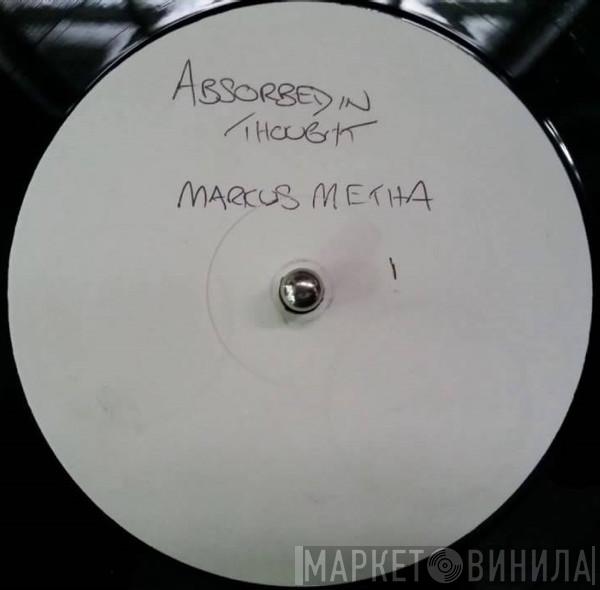 ABSORBED IN
THOUGHT
MARKUS METHA
1
МАРКЕТ ВИНИЛА